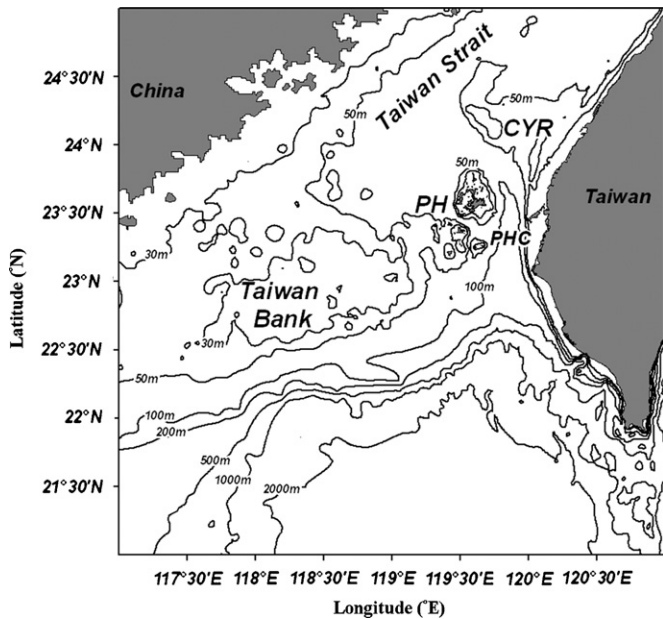 24°30'N
24°N
23°30'N
23°N
22°30'N
22°N
21°30'N
Latitude (°N)
China
Taiwan Strait
50m
50m
CYR
50m
PH
PHC
Taiwan
30m
100m
Taiwan
Bank
30m
50m
100m
200m
500m
1000m
2000m
117°30'E
118°E
118°30'E
119°E
119°30'E
120°E
120°30'E
Longitude (°E)